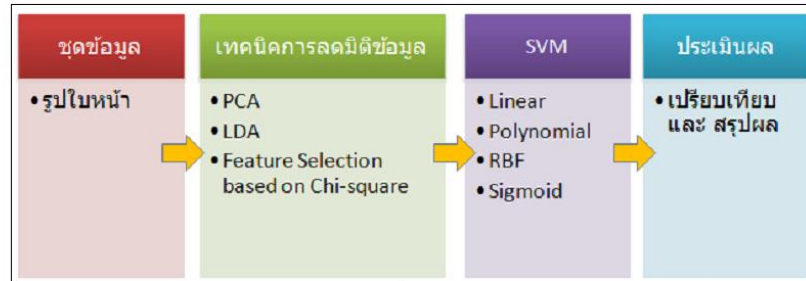 ชุดข้อมูล
• รูปใบหน้า
เทคนิคการลดมิติข้อมูล
• PCA
• LDA
• Feature Selection
based on Chi-square
SVM
• Linear
• Polynomial
• RBF
• Sigmoid
ประเมินผล
• เปรียบเทียบ
และ สรุปผล